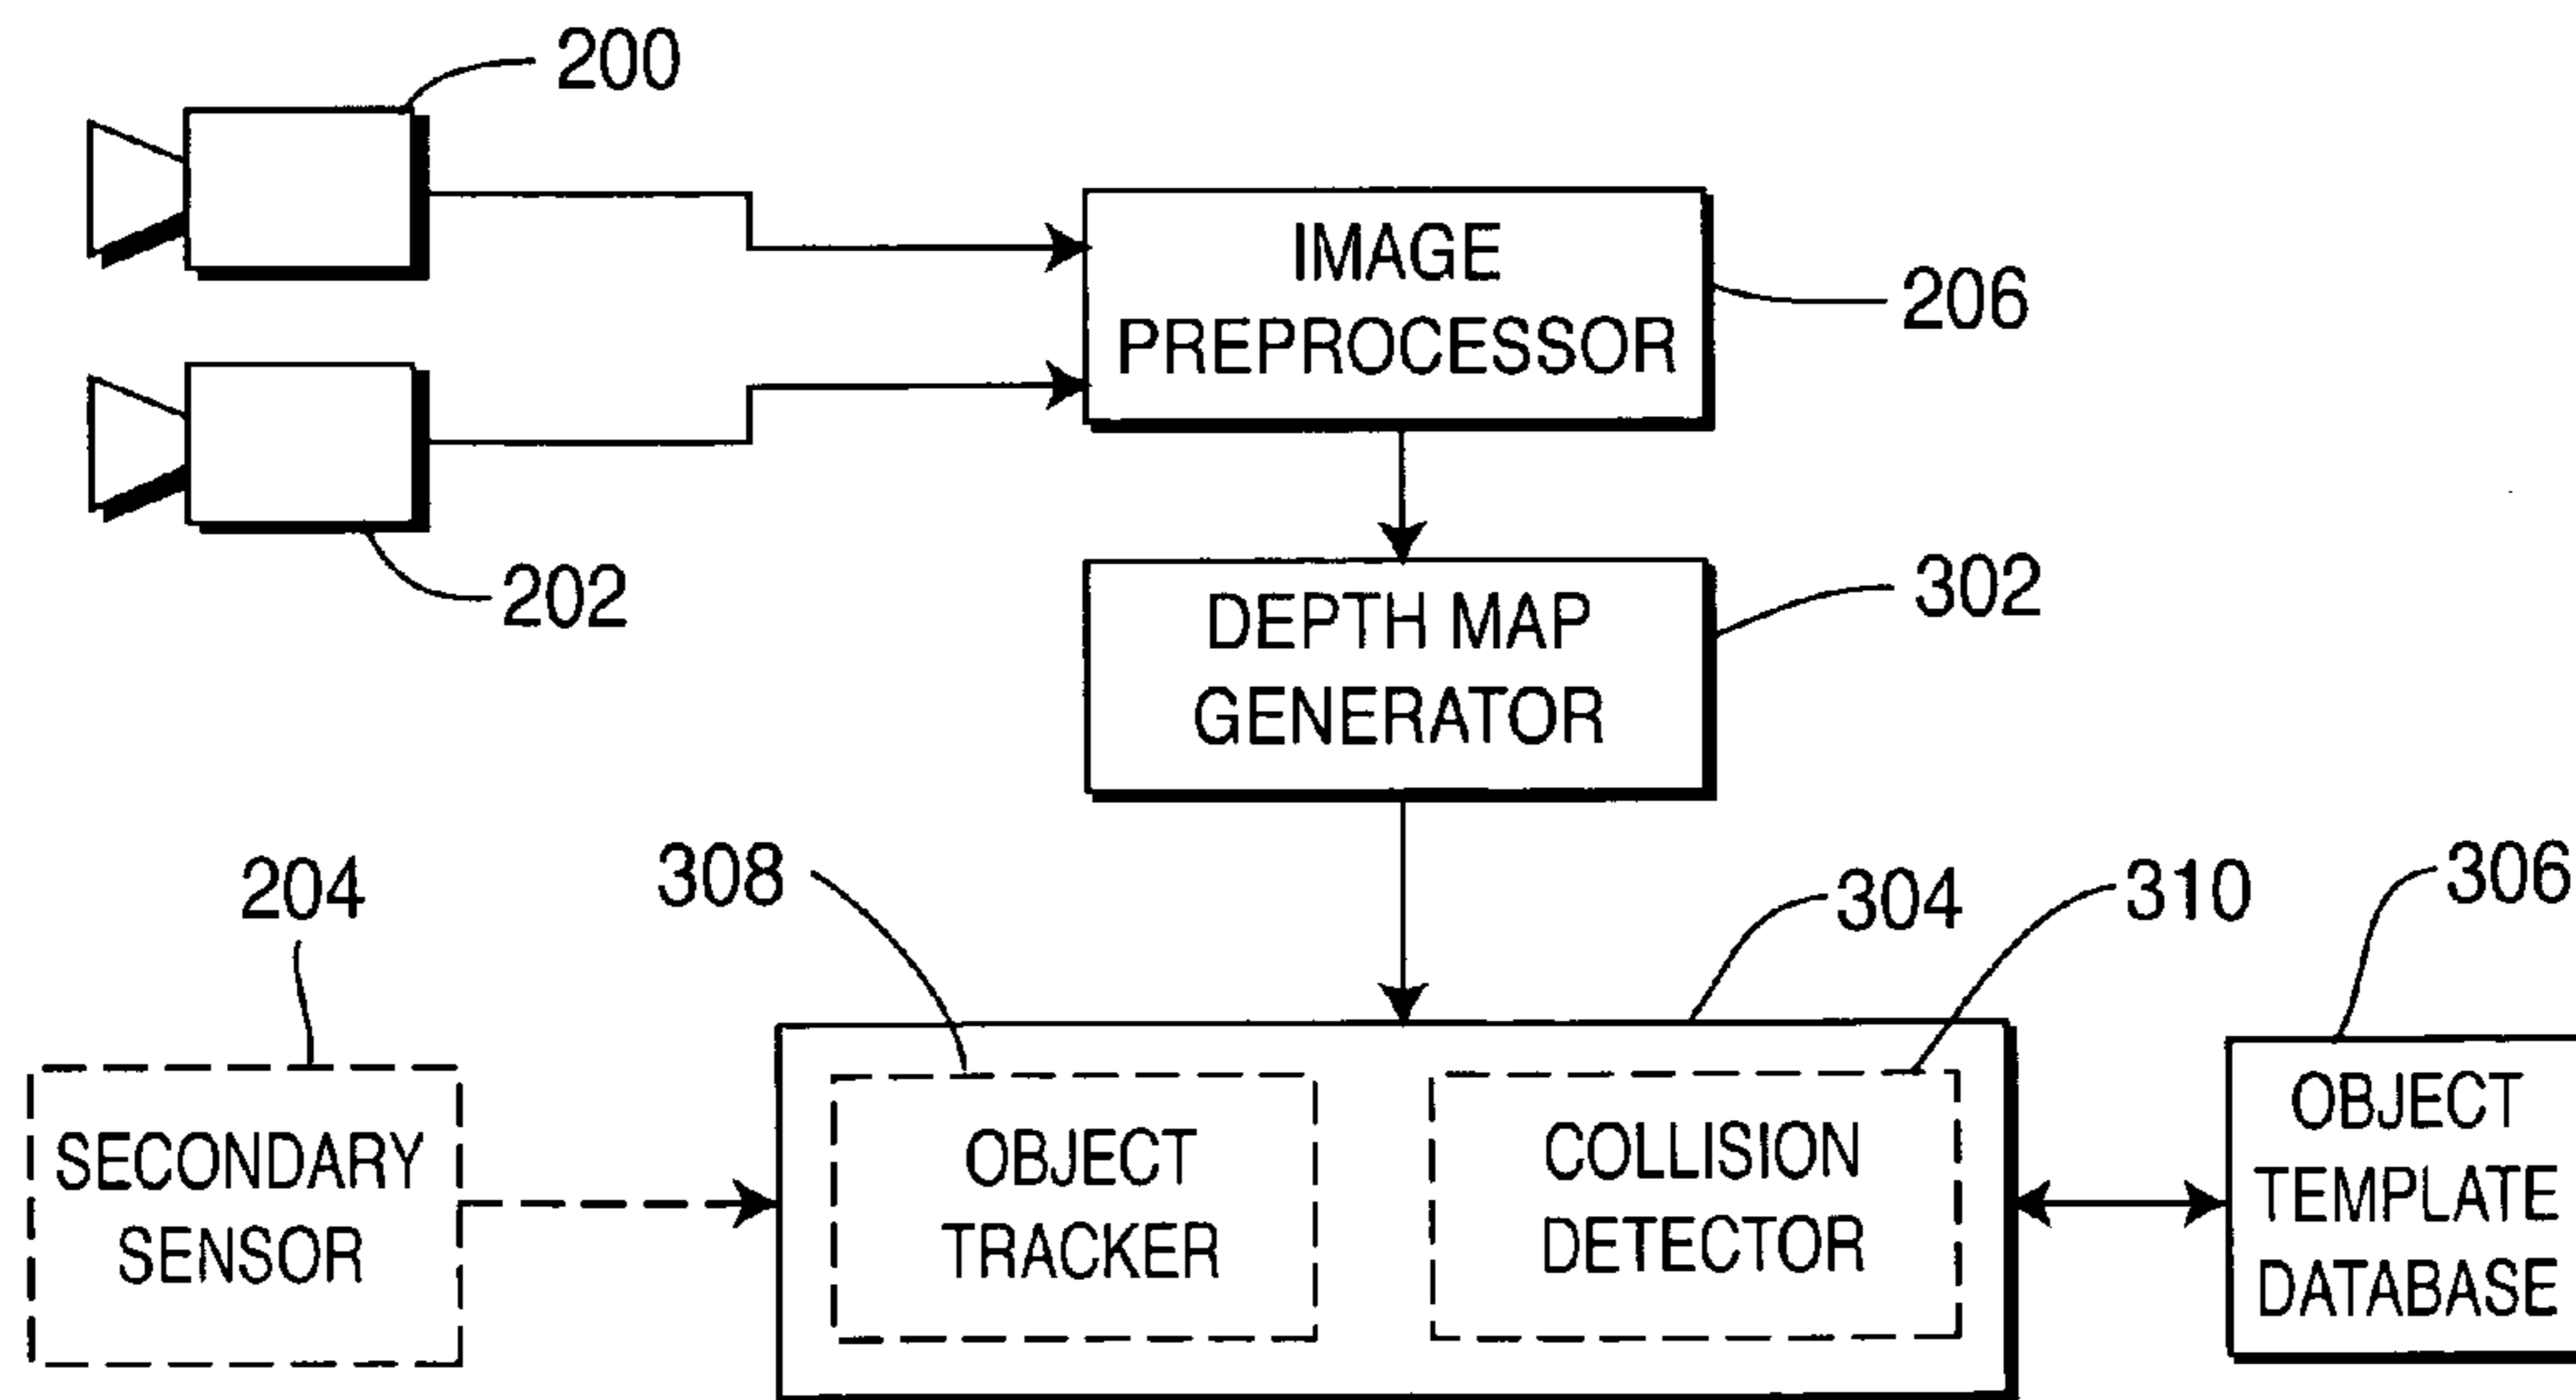 200
IMAGE
PREPROCESSOR
206
202
DEPTH MAP
GENERATOR
302
204
308
304
310
306
SECONDARY
SENSOR
OBJECT
TRACKER
COLLISION
DETECTOR
OBJECT
TEMPLATE
DATABASE